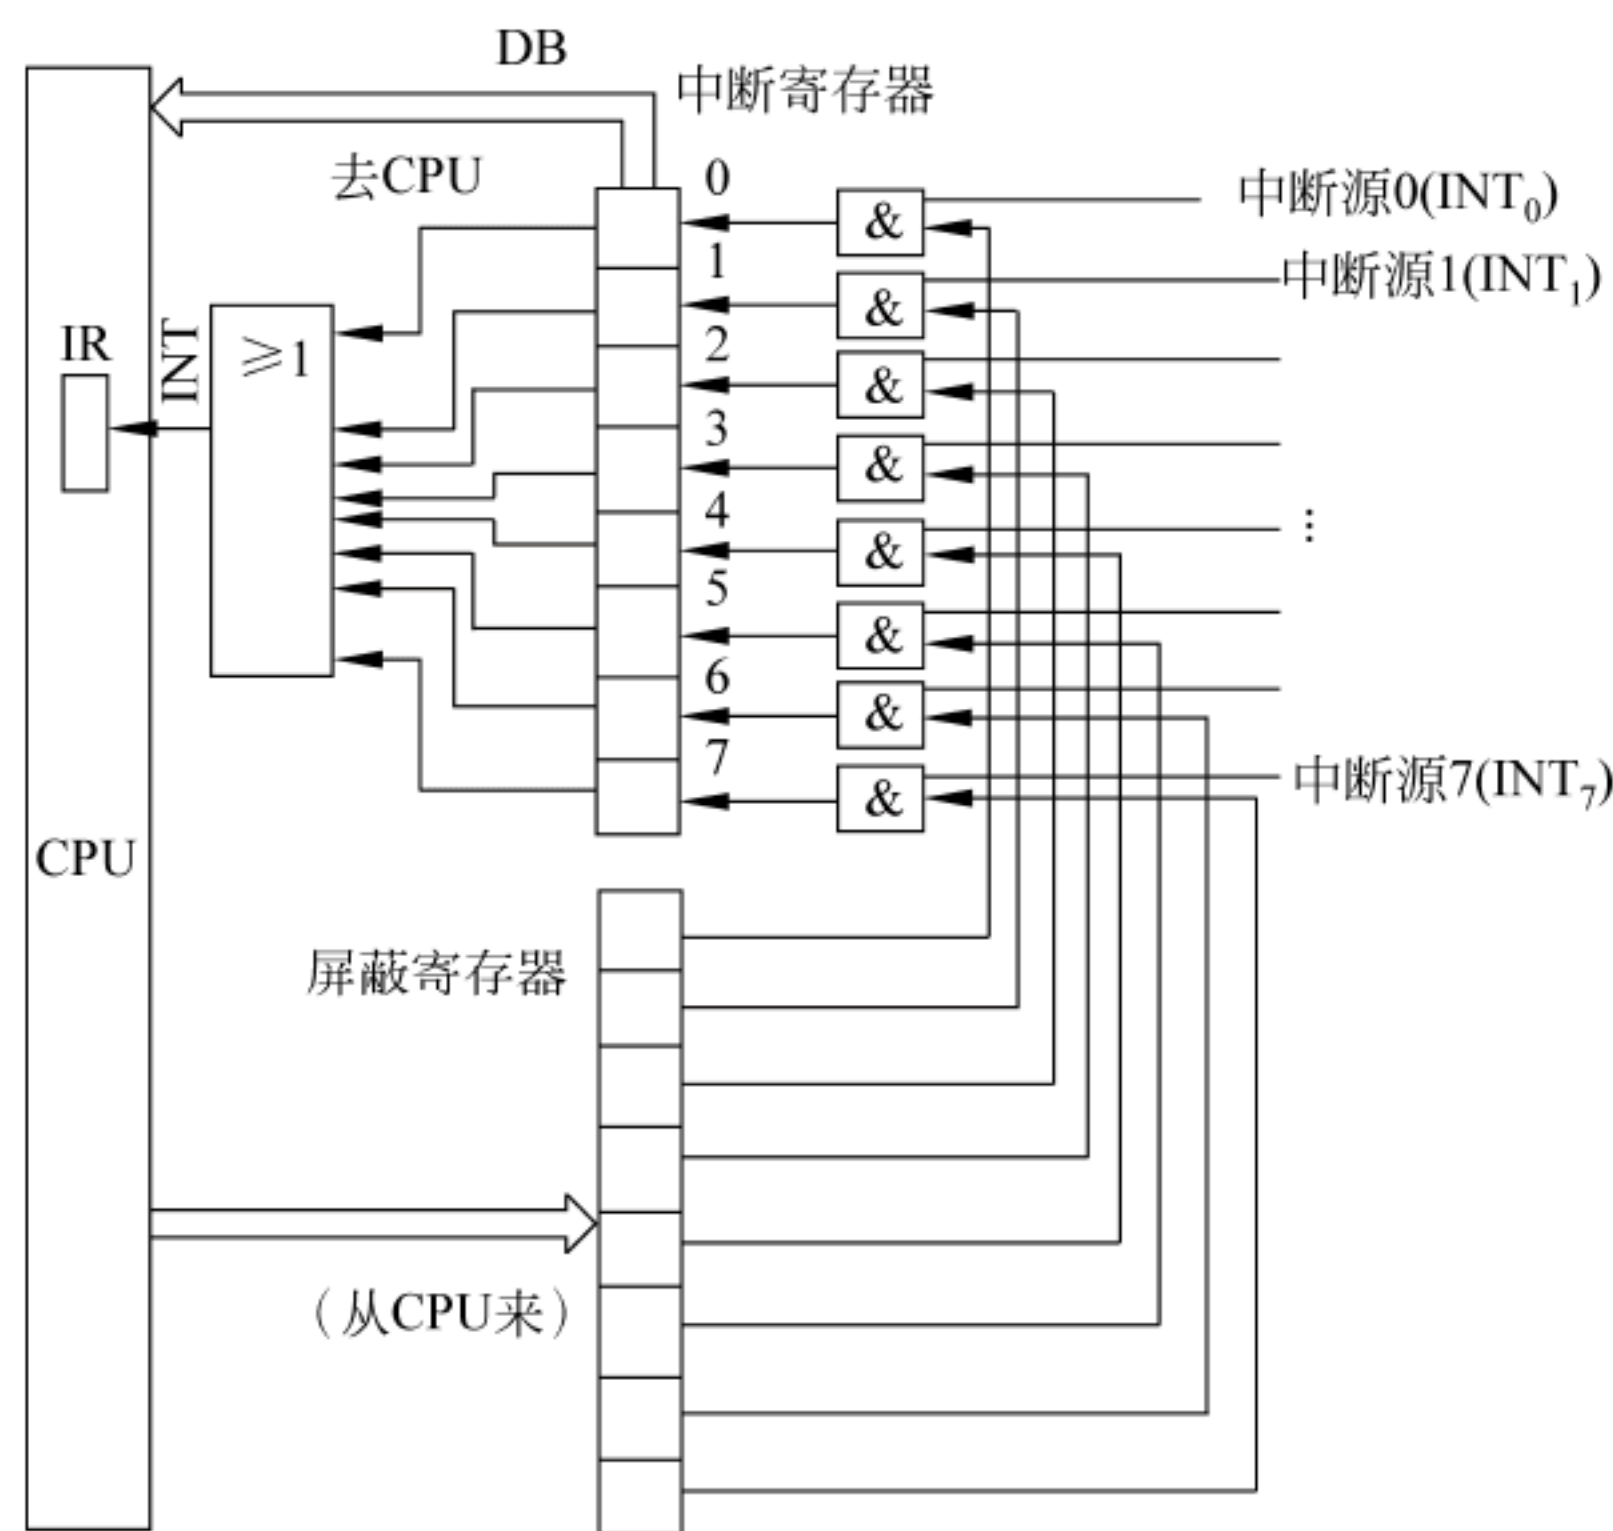 DB
中断寄存器
去CPU
0
&
中断源0(INT₀)
1
&
中断源1(INT₁)
IR
INT
≥1
2
&
3
&
4
&
⋮
5
&
6
&
7
&
中断源7(INT₇)
CPU
屏蔽寄存器
（从CPU来）